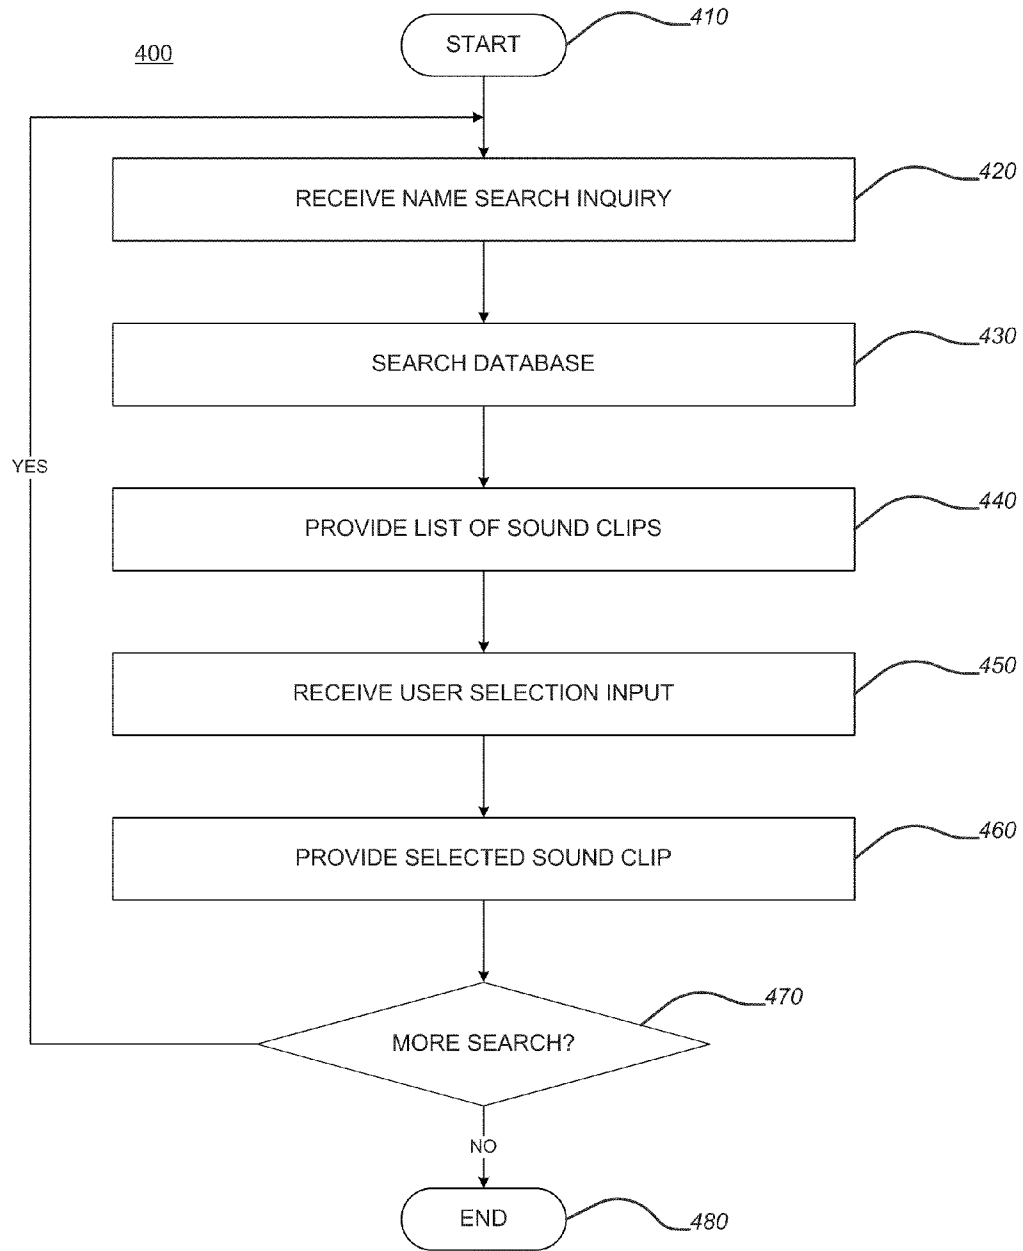 410
START
400
420
RECEIVE NAME SEARCH INQUIRY
430
SEARCH DATABASE
YES
440
PROVIDE LIST OF SOUND CLIPS
450
RECEIVE USER SELECTION INPUT
460
PROVIDE SELECTED SOUND CLIP
470
MORE SEARCH?
NO
END
480